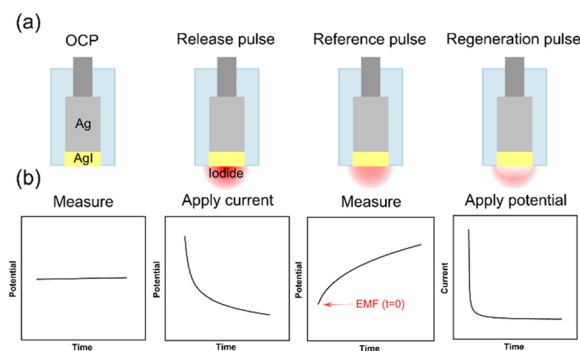 (a)
OCP
Release pulse
Reference pulse
Regeneration pulse
Ag
AgI
Iodide
(b)
Measure
Apply current
Measure
Apply potential
Potential
Time
Potential
Time
Potential
EMF (t=0)
Time
Current
Time